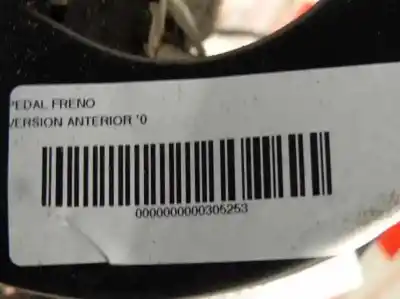 PEDAL FRENO
VERSION ANTERIOR '0
0000000000305253